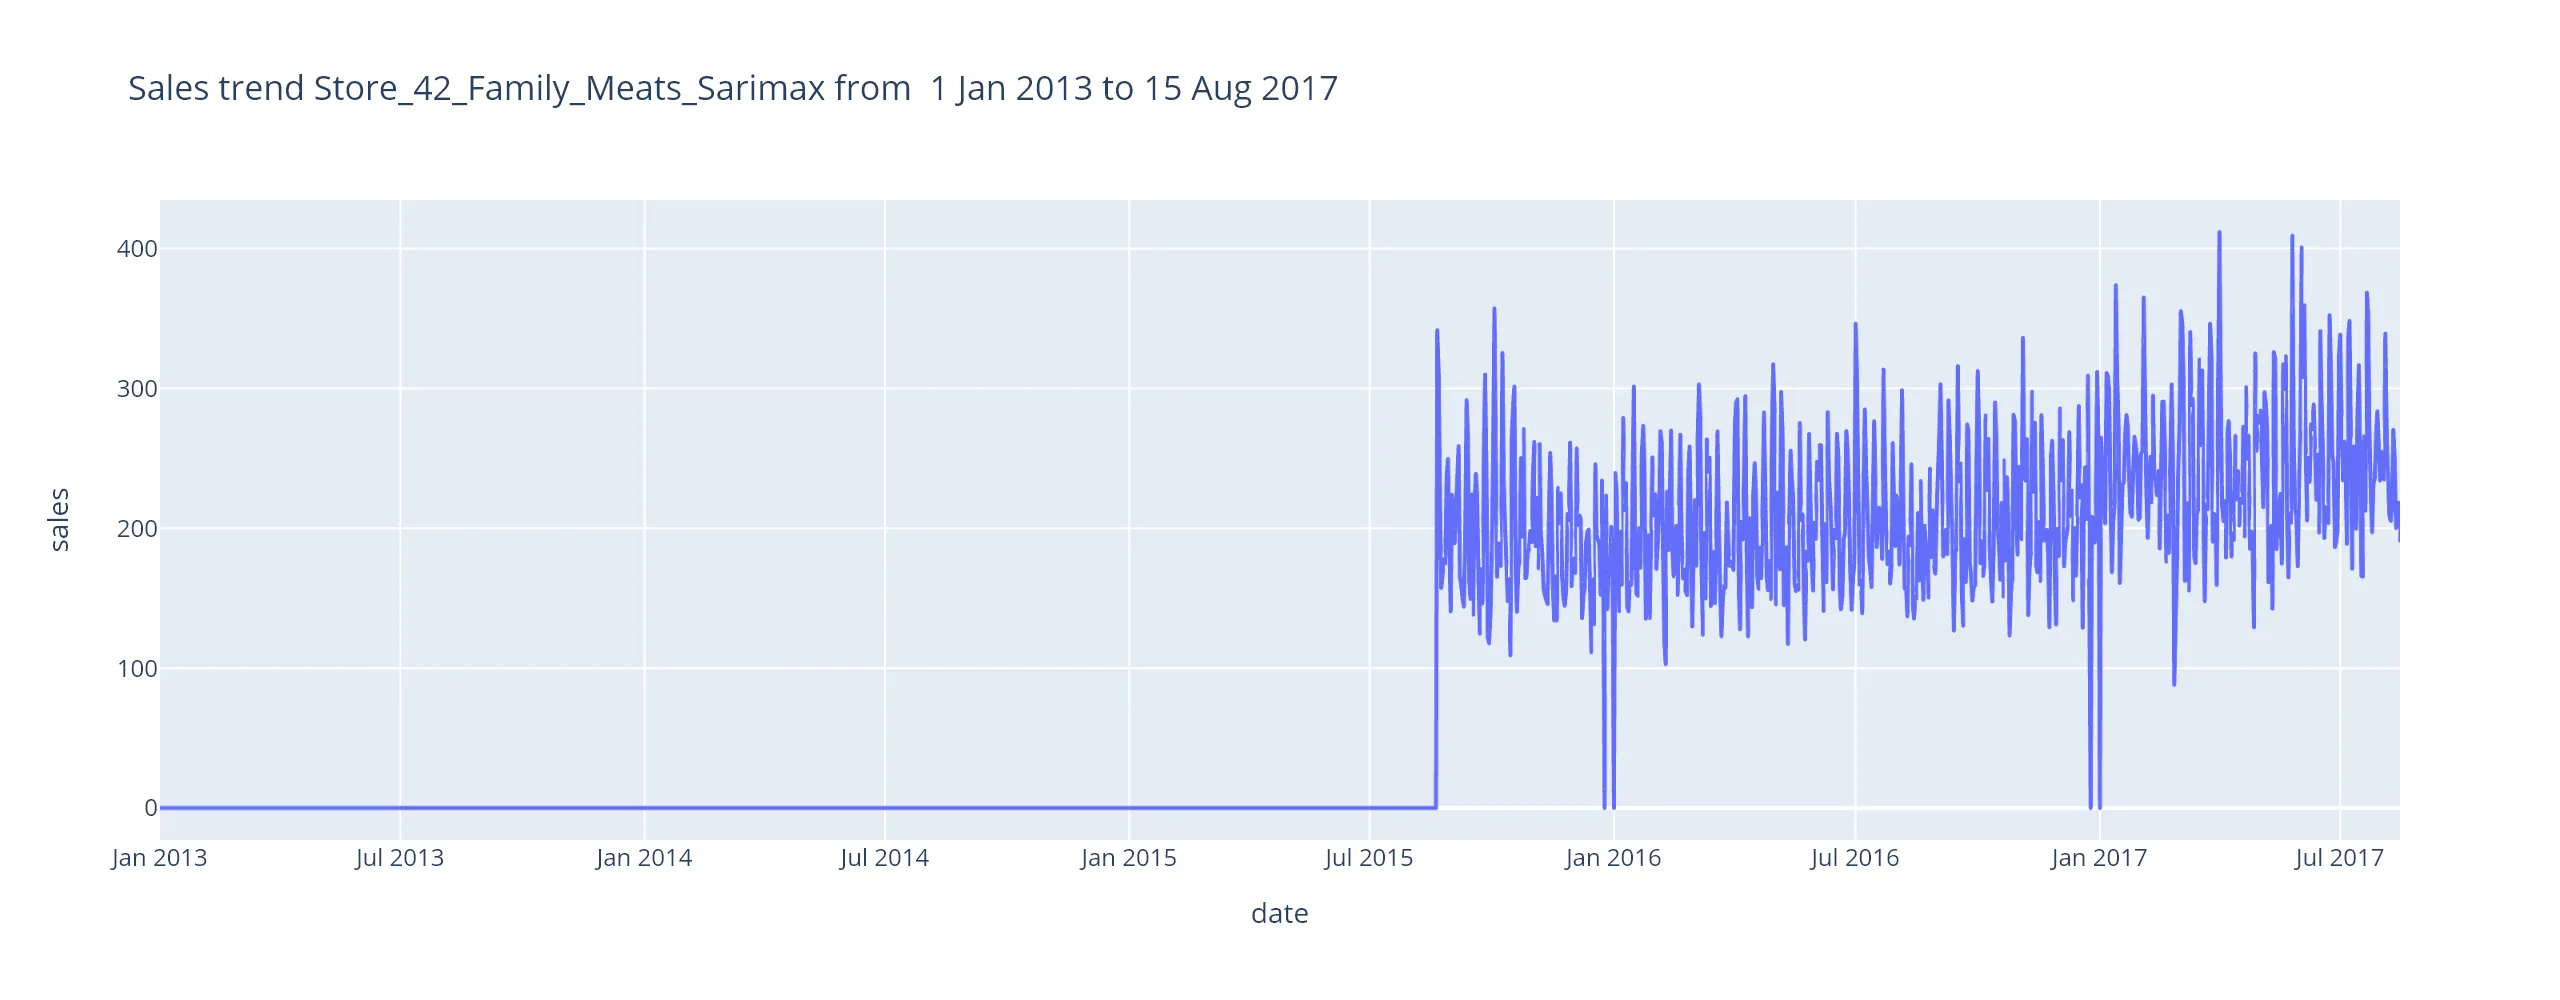 Sales trend Store_42_Family_Meats_Sarimax from  1 Jan 2013 to 15 Aug 2017
400
300
200
100
0
sales
Jan 2013 Jul 2013 Jan 2014 Jul 2014 Jan 2015 Jul 2015 Jan 2016 Jul 2016 Jan 2017 Jul 2017
date